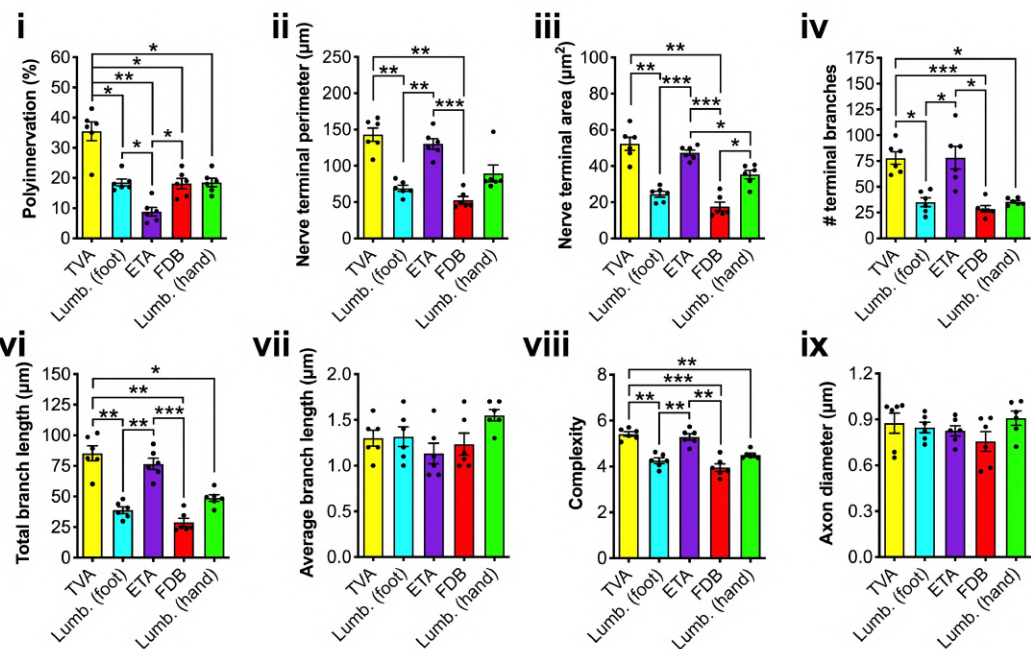 i
Polyinnervation (%)
60
50
40
30
20
10
0
*
*
**
*
*
*
TVA
Lumb. (foot)
ETA
FDB
Lumb. (hand)
ii
Nerve terminal perimeter (µm)
250
200
150
100
50
0
**
**
**
***
TVA
Lumb. (foot)
ETA
FDB
Lumb. (hand)
iii
Nerve terminal area (µm²)
100
80
60
40
20
0
**
**
***
***
*
*
TVA
Lumb. (foot)
ETA
FDB
Lumb. (hand)
iv
# terminal branches
175
150
125
100
75
50
25
0
*
***
*
*
*
TVA
Lumb. (foot)
ETA
FDB
Lumb. (hand)
vi
Total branch length (µm)
150
125
100
75
50
25
0
*
**
**
**
***
TVA
Lumb. (foot)
ETA
FDB
Lumb. (hand)
vii
Average branch length (µm)
2.0
1.5
1.0
0.5
0.0
TVA
Lumb. (foot)
ETA
FDB
Lumb. (hand)
viii
Complexity
8
6
4
2
0
**
***
**
**
**
TVA
Lumb. (foot)
ETA
FDB
Lumb. (hand)
ix
Axon diameter (µm)
1.2
0.9
0.6
0.3
0.0
TVA
Lumb. (foot)
ETA
FDB
Lumb. (hand)